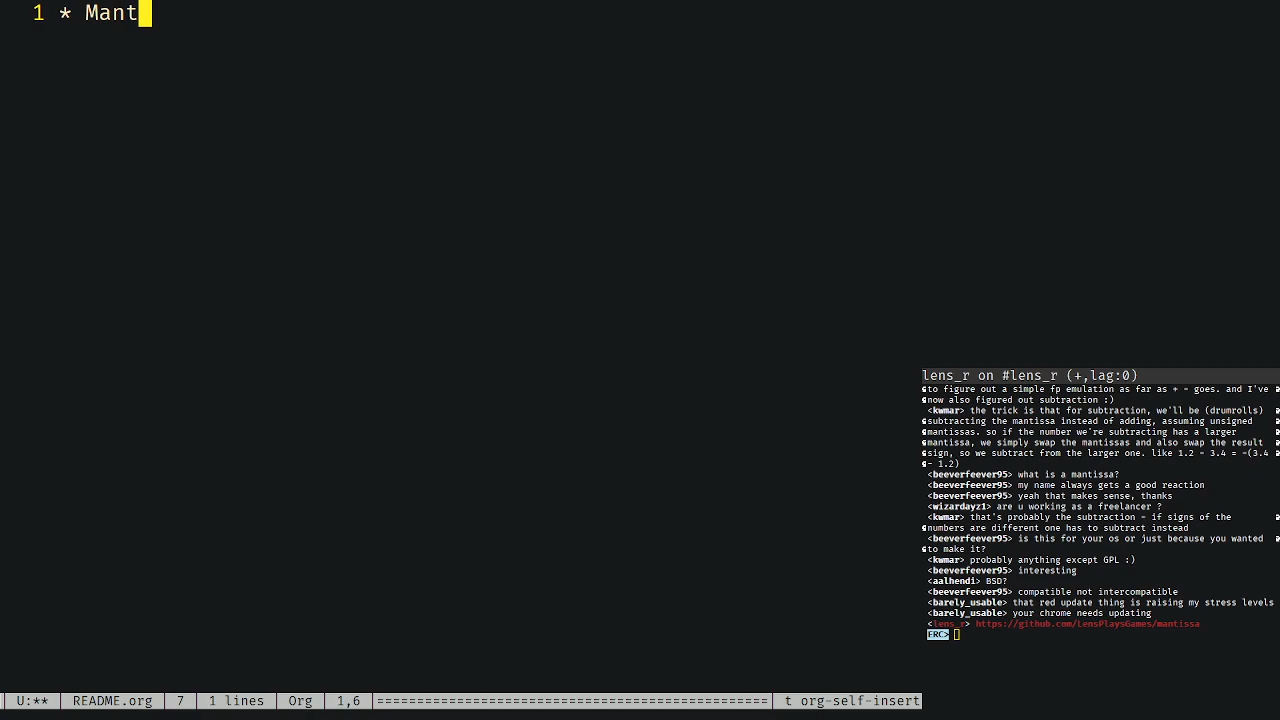 1 * Mant
lens_r on #lens_r (+,lag:0)
to figure out a simple fp emulation as far as + - goes. and I've
now also figured out subtraction :)
<kwmar> the trick is that for subtraction, we'll be (drumrolls)
subtracting the mantissa instead of adding, assuming unsigned
mantissas. so if the number we're subtracting has a larger
mantissa, we simply swap the mantissas and also swap the result
sign, so we subtract from the larger one. like 1.2 - 3.4 = -(3.4
- 1.2)
<beeverfeever95> what is a mantissa?
<beeverfeever95> my name always gets a good reaction
<beeverfeever95> yeah that makes sense, thanks
<wizardayz1> are u working as a freelancer ?
<kwmar> that's probably the subtraction - if signs of the
numbers are different one has to subtract instead
<beeverfeever95> is this for your os or just because you wanted
to make it?
<kwmar> probably anything except GPL :)
<beeverfeever95> interesting
<aalhendi> BSD?
<beeverfeever95> compatible not intercompatible
<barely_usable> that red update thing is raising my stress levels
<barely_usable> your chrome needs updating
<lens_r> https://github.com/LensPlaysGames/mantissa
ERC>
U:** README.org 7 1 lines Org 1,6 ================================================= t org-self-insert